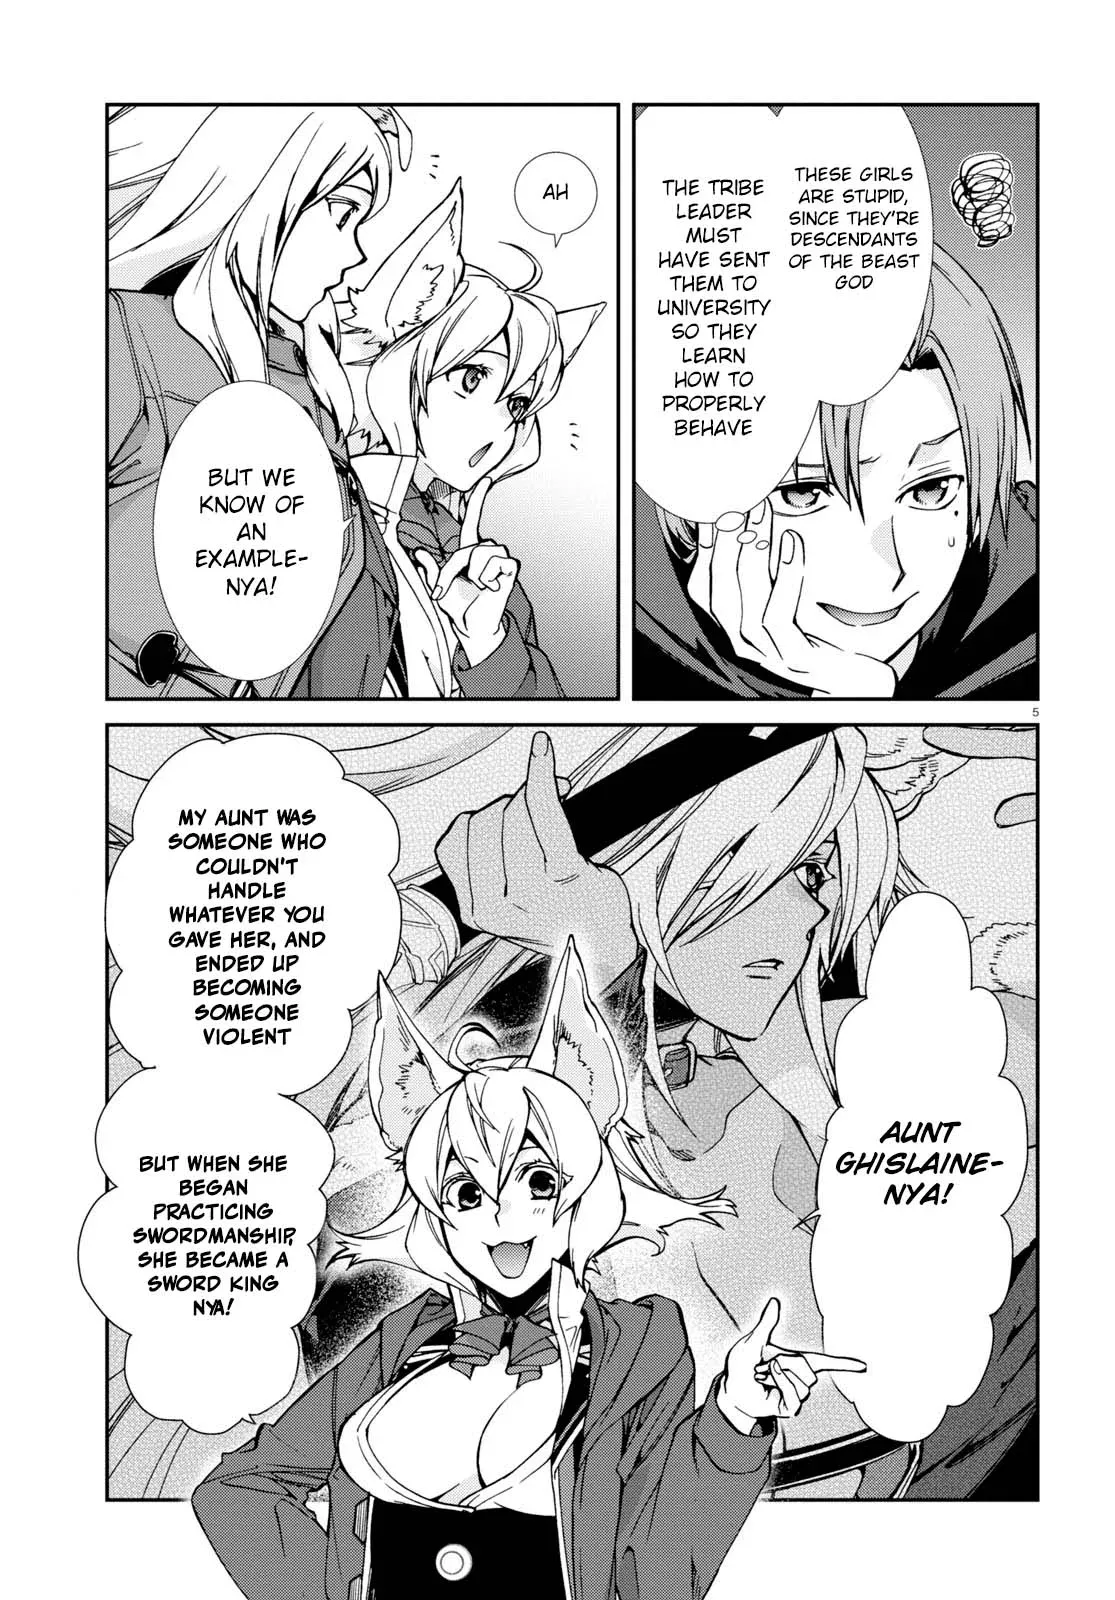 THESE GIRLS
ARE STUPID,
SINCE THEY'RE
DESCENDANTS
OF THE BEAST
GOD
THE TRIBE
LEADER
MUST
HAVE SENT
THEM TO
UNIVERSITY
SO THEY
LEARN
HOW TO
PROPERLY
BEHAVE
AH
BUT WE
KNOW OF
AN
EXAMPLE-
NYA!
5
AUNT
GHISLAINE-
NYA!
MY AUNT WAS
SOMEONE WHO
COULDN'T
HANDLE
WHATEVER YOU
GAVE HER, AND
ENDED UP
BECOMING
SOMEONE
VIOLENT
BUT WHEN SHE
BEGAN
PRACTICING
SWORDMANSHIP,
SHE BECAME A
SWORD KING
NYA!